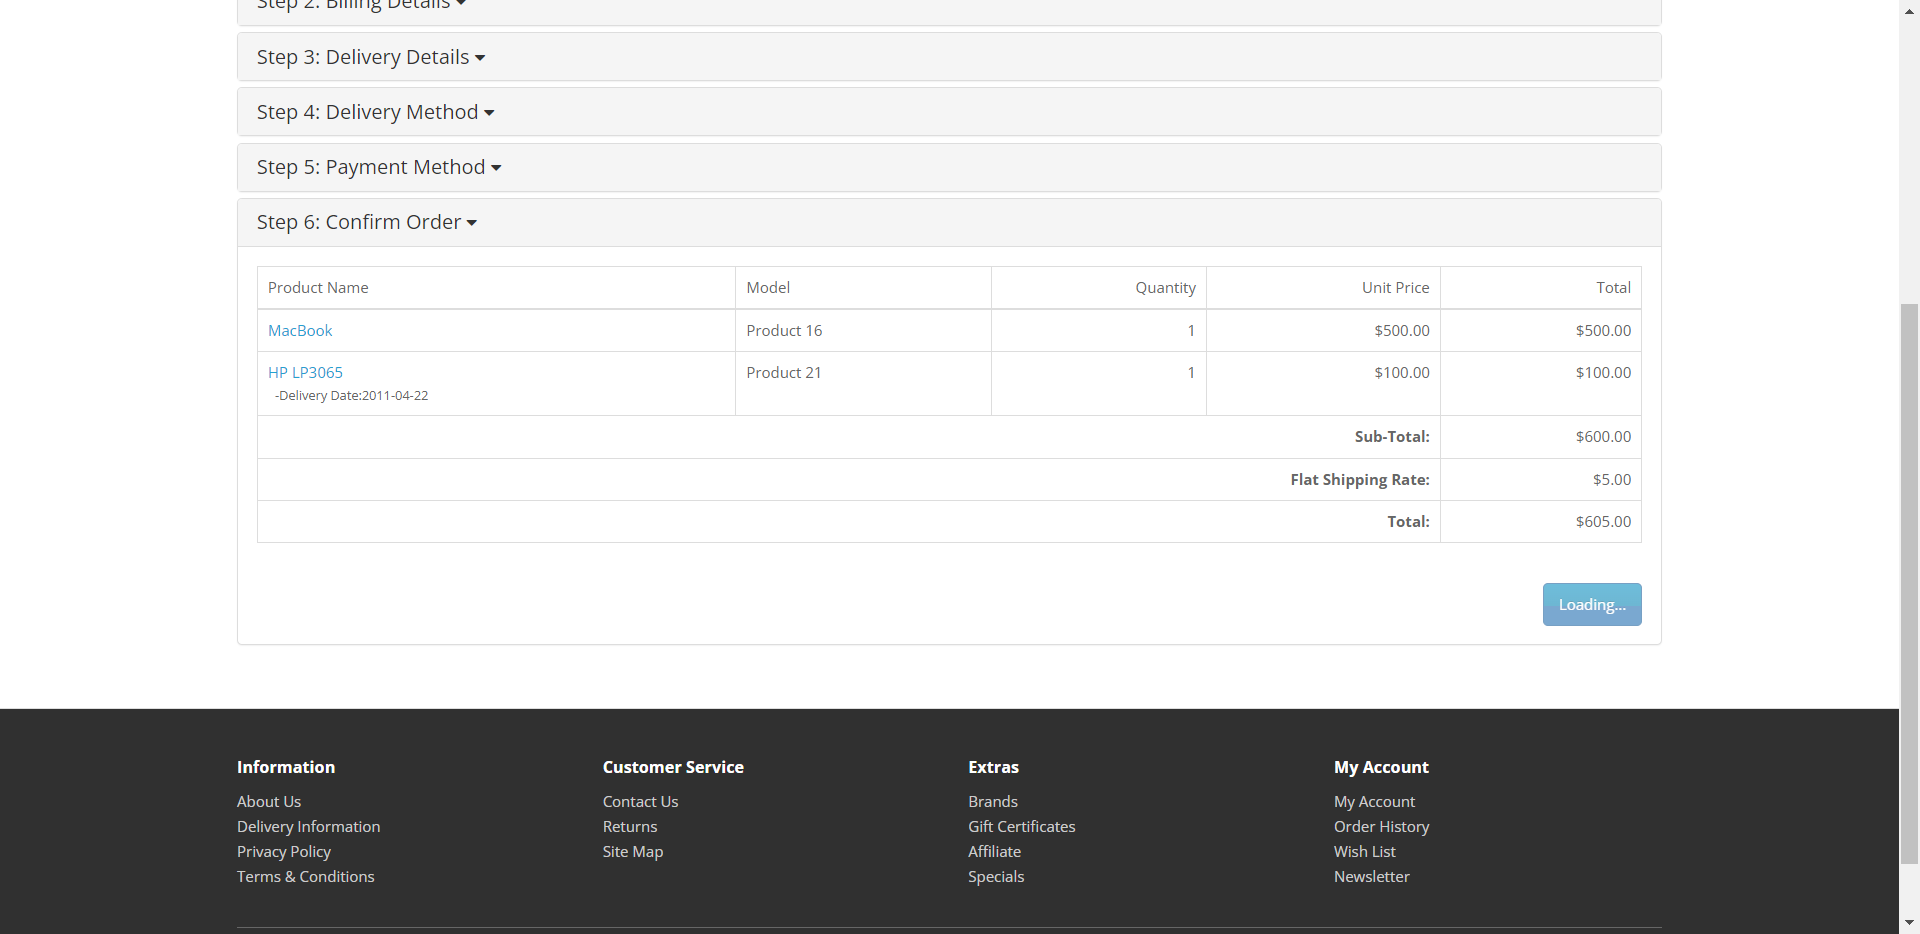 Step 2: Billing Details
Step 3: Delivery Details
Step 4: Delivery Method
Step 5: Payment Method
Step 6: Confirm Order
Product Name Model Quantity Unit Price Total
MacBook Product 16 1 $500.00 $500.00
HP LP3065 Product 21 1 $100.00 $100.00
-Delivery Date:2011-04-22
Sub-Total: $600.00
Flat Shipping Rate: $5.00
Total: $605.00
Loading...
Information
About Us
Delivery Information
Privacy Policy
Terms & Conditions
Customer Service
Contact Us
Returns
Site Map
Extras
Brands
Gift Certificates
Affiliate
Specials
My Account
My Account
Order History
Wish List
Newsletter